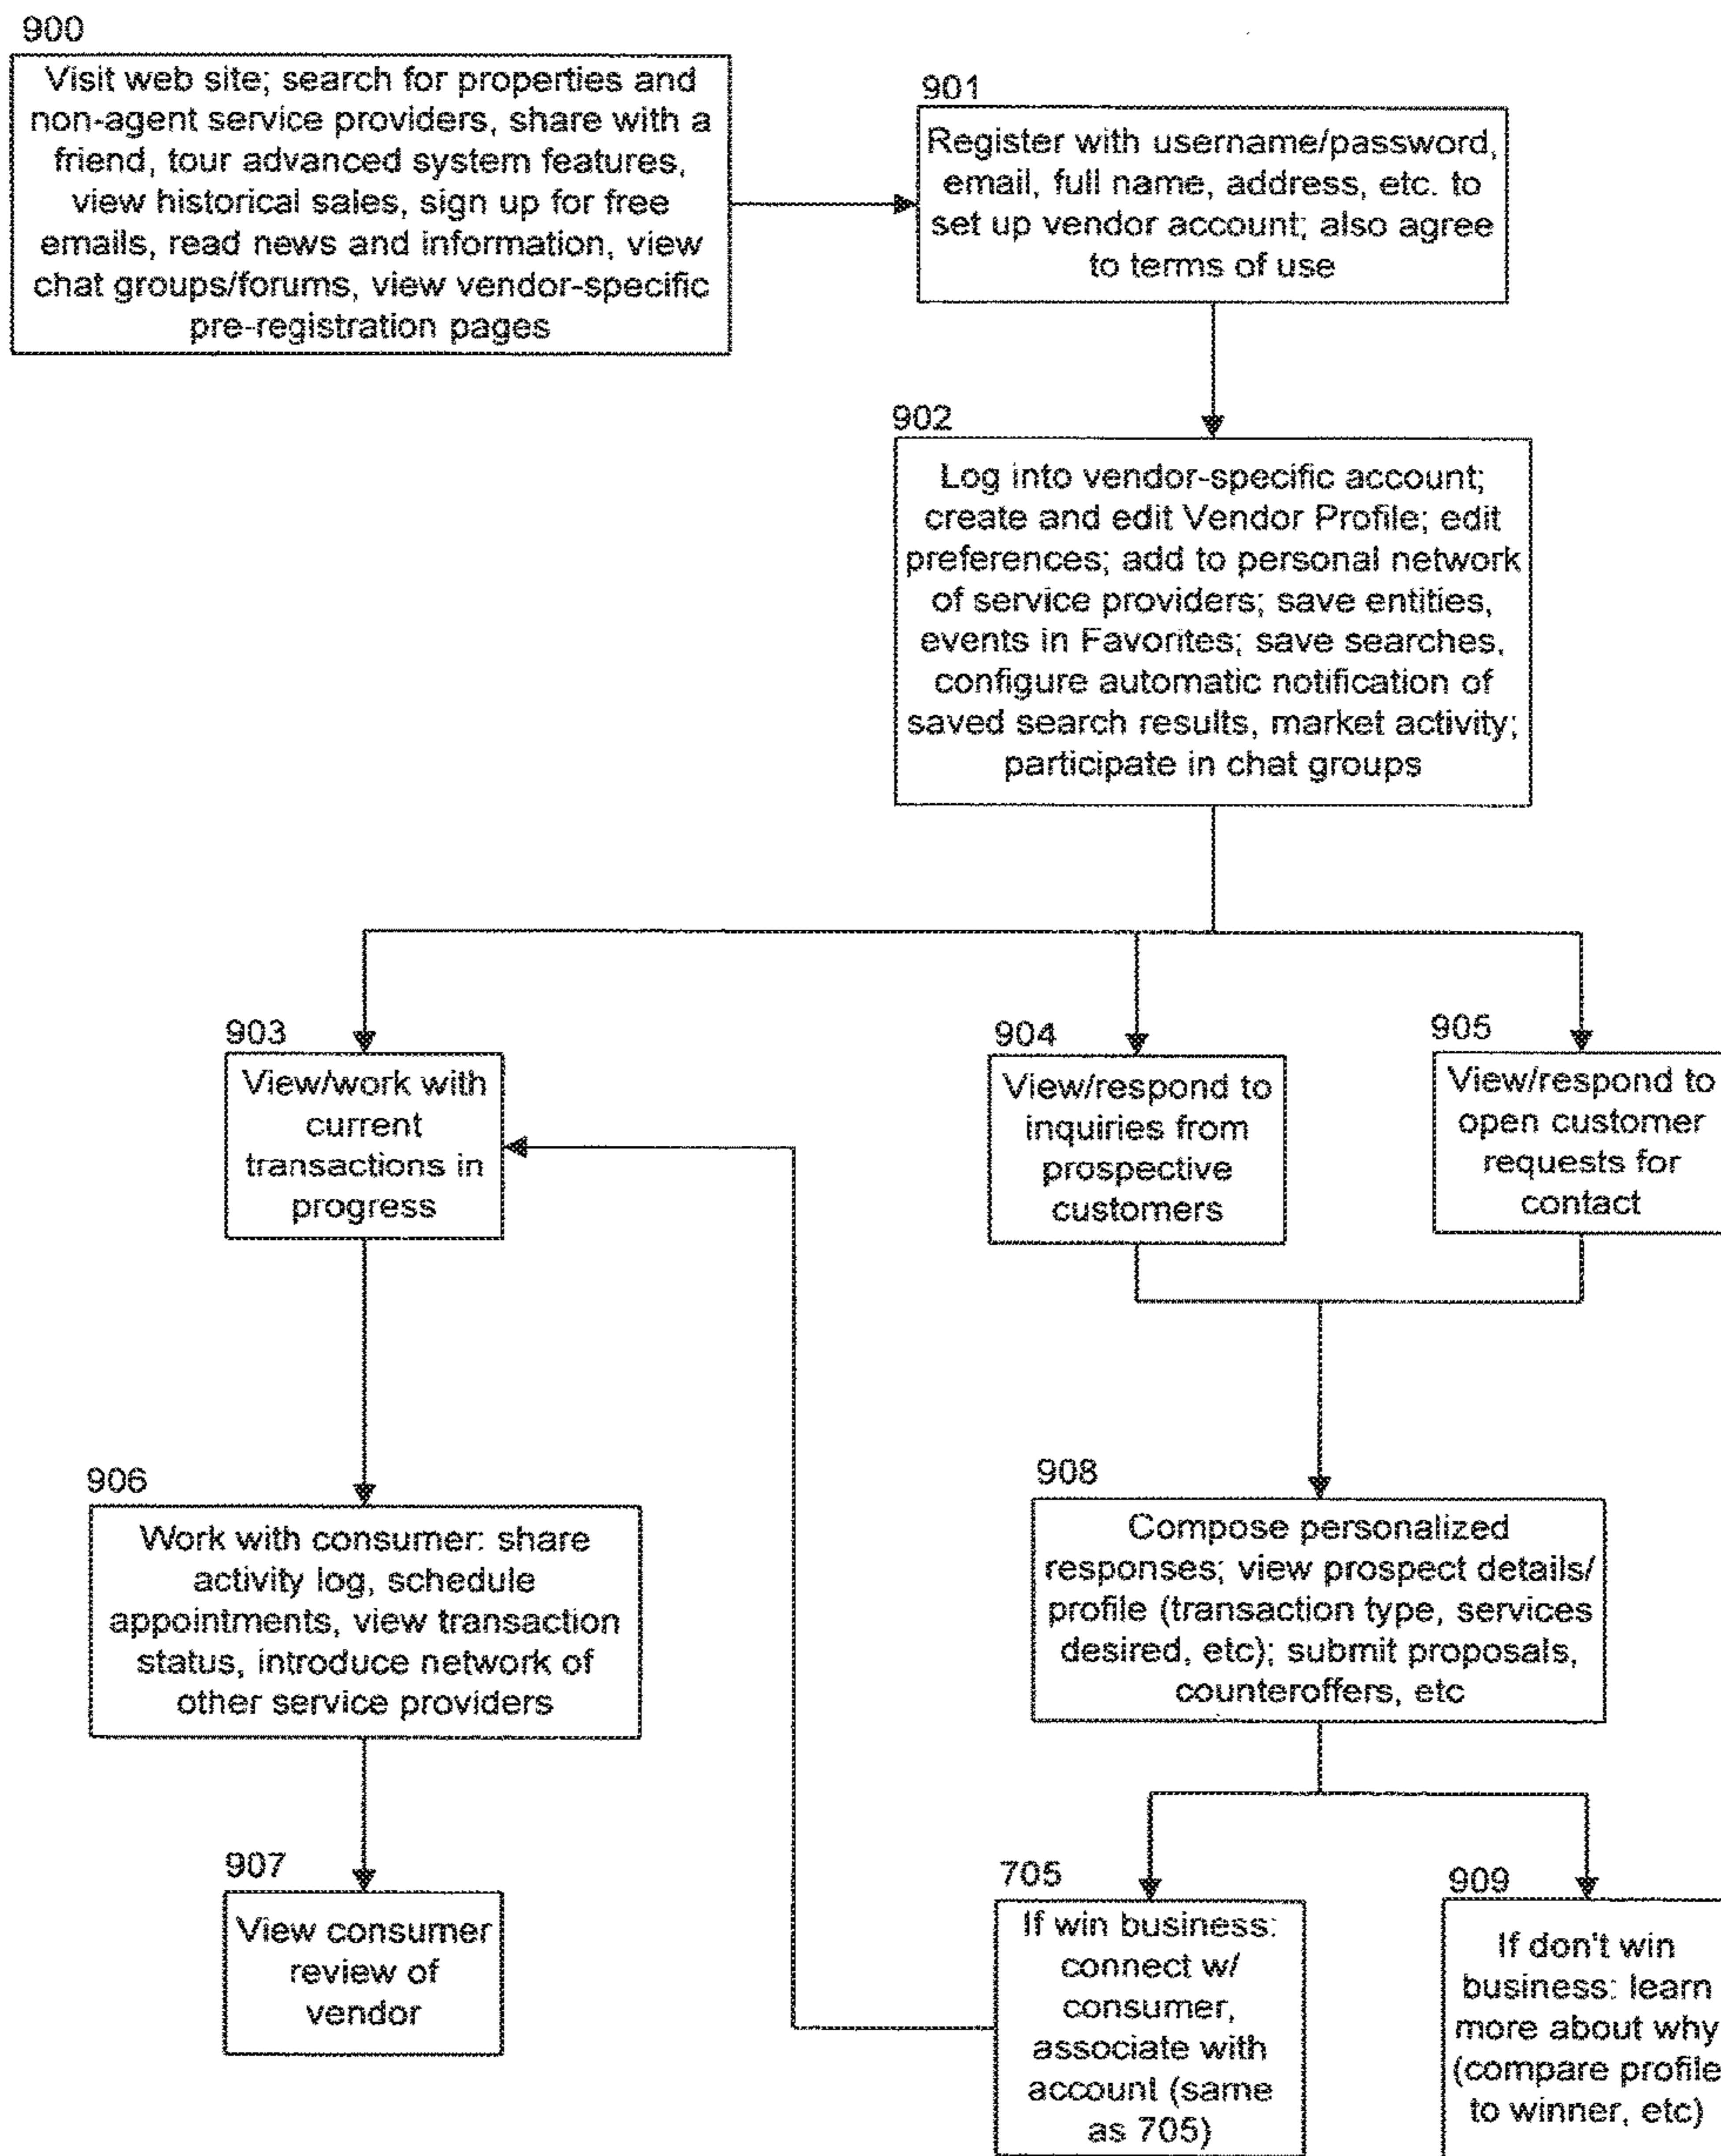 900
Visit web site; search for properties and
non-agent service providers, share with a
friend, tour advanced system features,
view historical sales, sign up for free
emails, read news and information, view
chat groups/forums, view vendor-specific
pre-registration pages
901
Register with username/password,
email, full name, address, etc. to
set up vendor account; also agree
to terms of use
902
Log into vendor-specific account;
create and edit Vendor Profile; edit
preferences; add to personal network
of service providers; save entities,
events in Favorites; save searches,
configure automatic notification of
saved search results, market activity;
participate in chat groups
903
View/work with
current
transactions in
progress
904
View/respond to
inquiries from
prospective
customers
905
View/respond to
open customer
requests for
contact
906
Work with consumer: share
activity log, schedule
appointments, view transaction
status, introduce network of
other service providers
908
Compose personalized
responses; view prospect details/
profile (transaction type, services
desired, etc); submit proposals,
counteroffers, etc
907
View consumer
review of
vendor
705
If win business:
connect w/
consumer,
associate with
account (same
as 705)
909
If don't win
business: learn
more about why
(compare profile
to winner, etc)